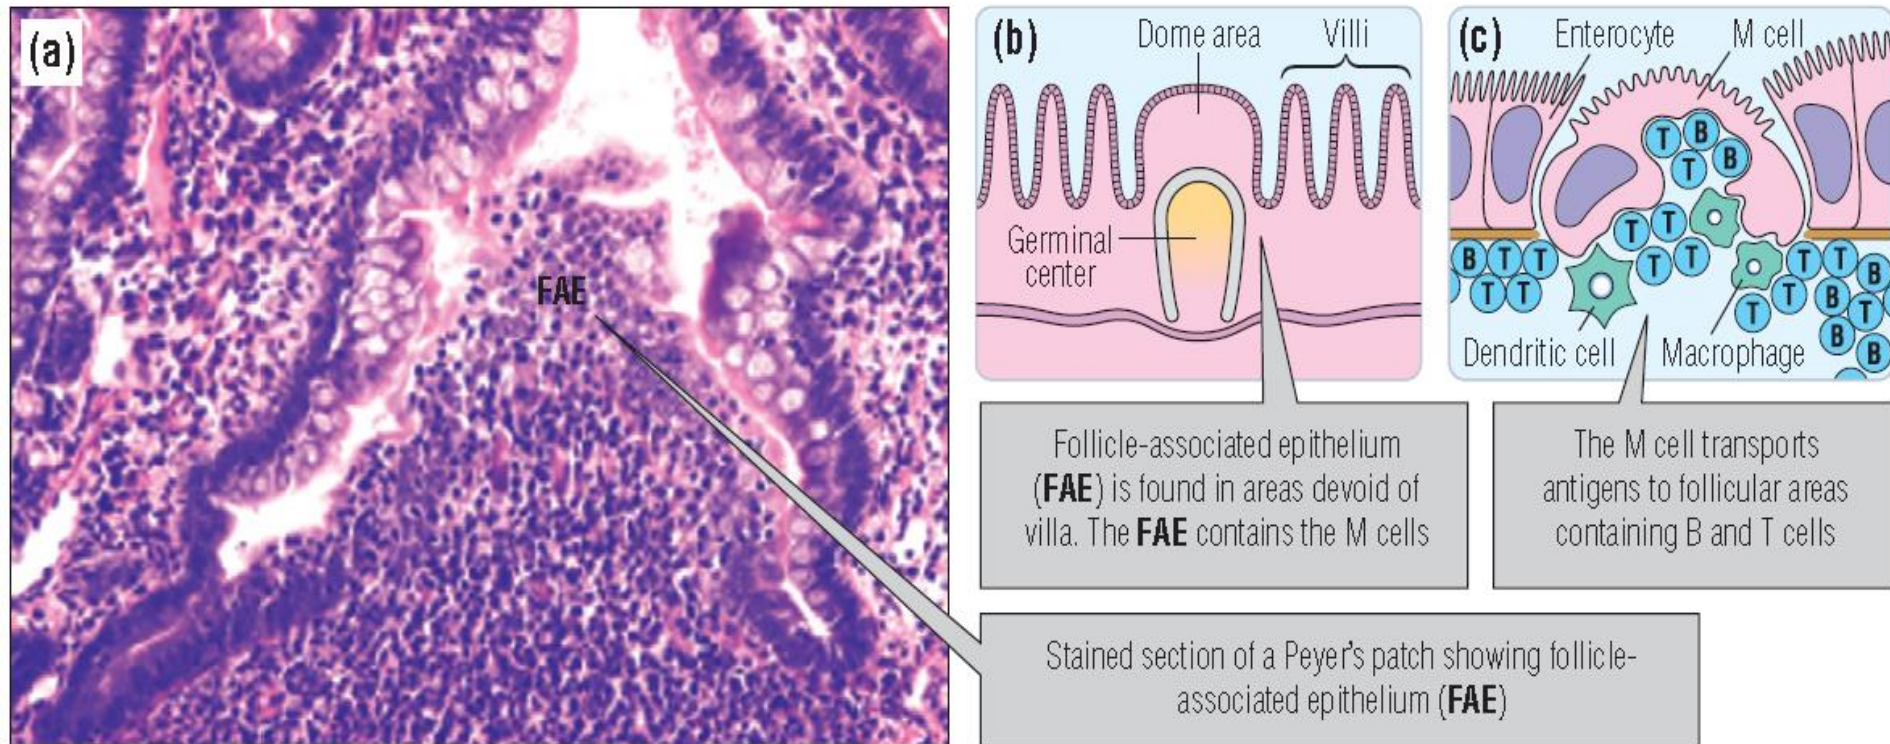 (a)
FAE
(b)
Dome area
Villi
Germinal
center
(c)
Enterocyte
M cell
T
B
T
B
T
T
T
T
B
T
T
T
T
T
T
B
T
B
T
B
B
Dendritic cell
Macrophage
Follicle-associated epithelium
(FAE) is found in areas devoid of
villa. The FAE contains the M cells
The M cell transports
antigens to follicular areas
containing B and T cells
Stained section of a Peyer's patch showing follicle-
associated epithelium (FAE)